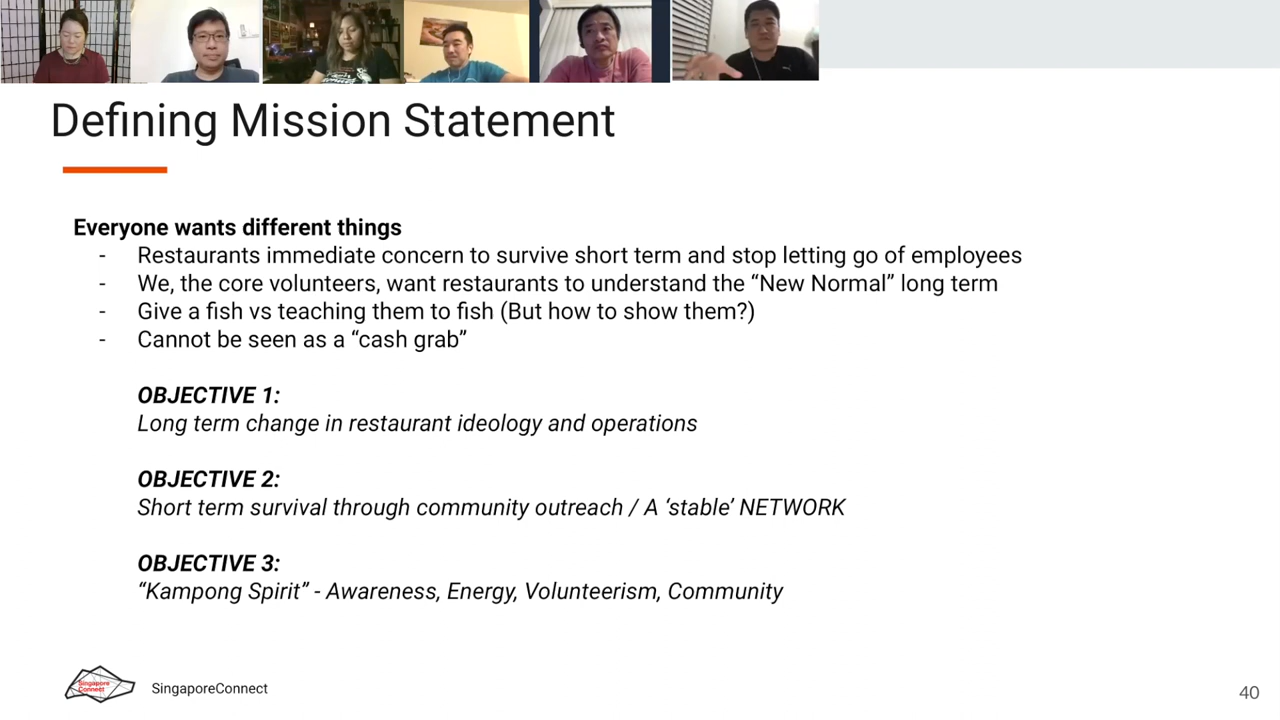 Defining Mission Statement
Everyone wants different things
- Restaurants immediate concern to survive short term and stop letting go of employees
- We, the core volunteers, want restaurants to understand the “New Normal” long term
- Give a fish vs teaching them to fish (But how to show them?)
- Cannot be seen as a “cash grab”
OBJECTIVE 1:
Long term change in restaurant ideology and operations
OBJECTIVE 2:
Short term survival through community outreach / A ‘stable’ NETWORK
OBJECTIVE 3:
“Kampong Spirit” - Awareness, Energy, Volunteerism, Community
Singapore
Connect
SingaporeConnect
40